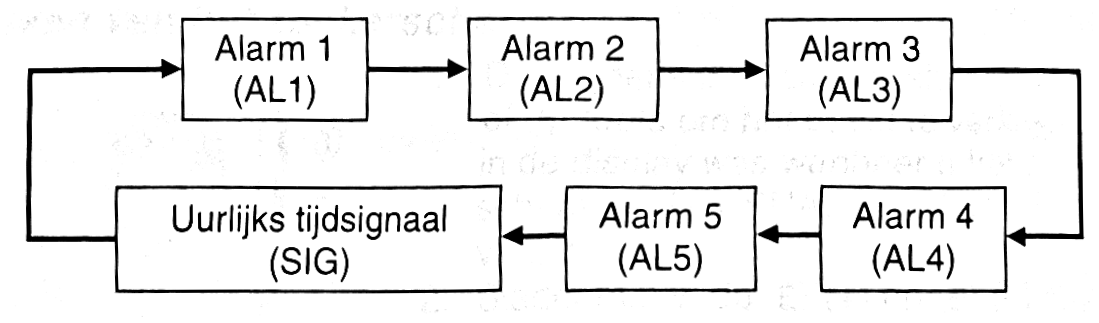 Alarm 1
(AL1)
Alarm 2
(AL2)
Alarm 3
(AL3)
Alarm 4
(AL4)
Alarm 5
(AL5)
Uurlijks tijdsignaal
(SIG)